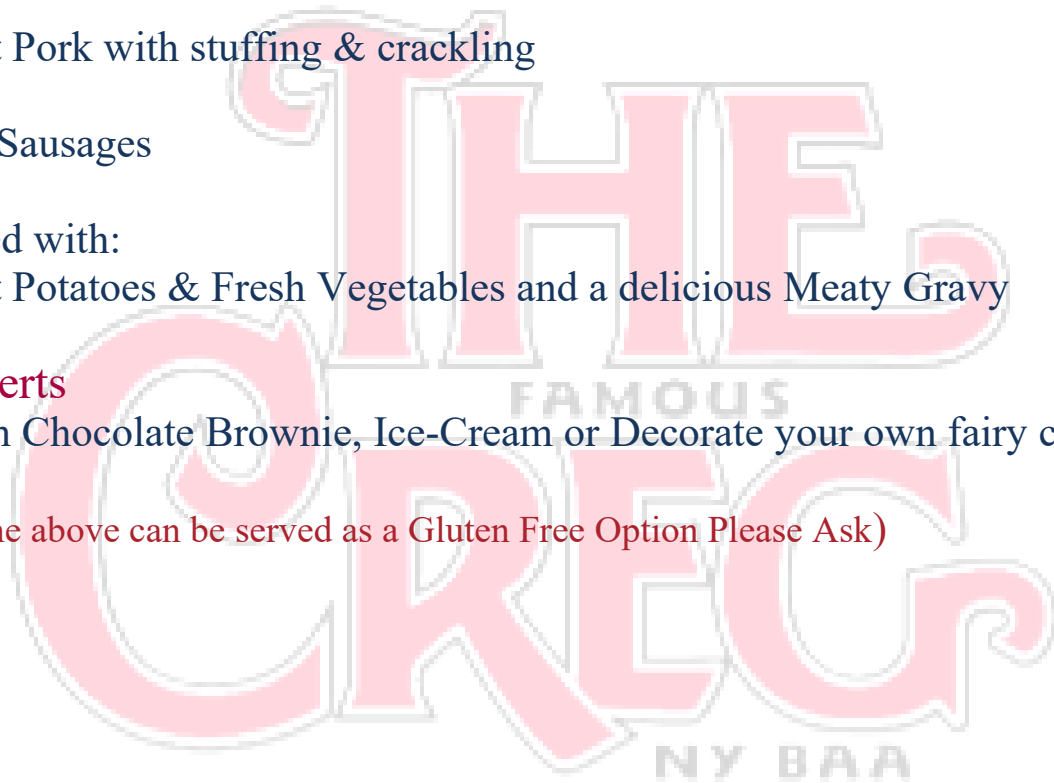 t Pork with stuffing & crackling
Sausages
ed with:
t Potatoes & Fresh Vegetables and a delicious Meaty Gravy
erts
n Chocolate Brownie, Ice-Cream or Decorate your own fairy c
he above can be served as a Gluten Free Option Please Ask)
THE
FAMOUS
CREG
NY BAA